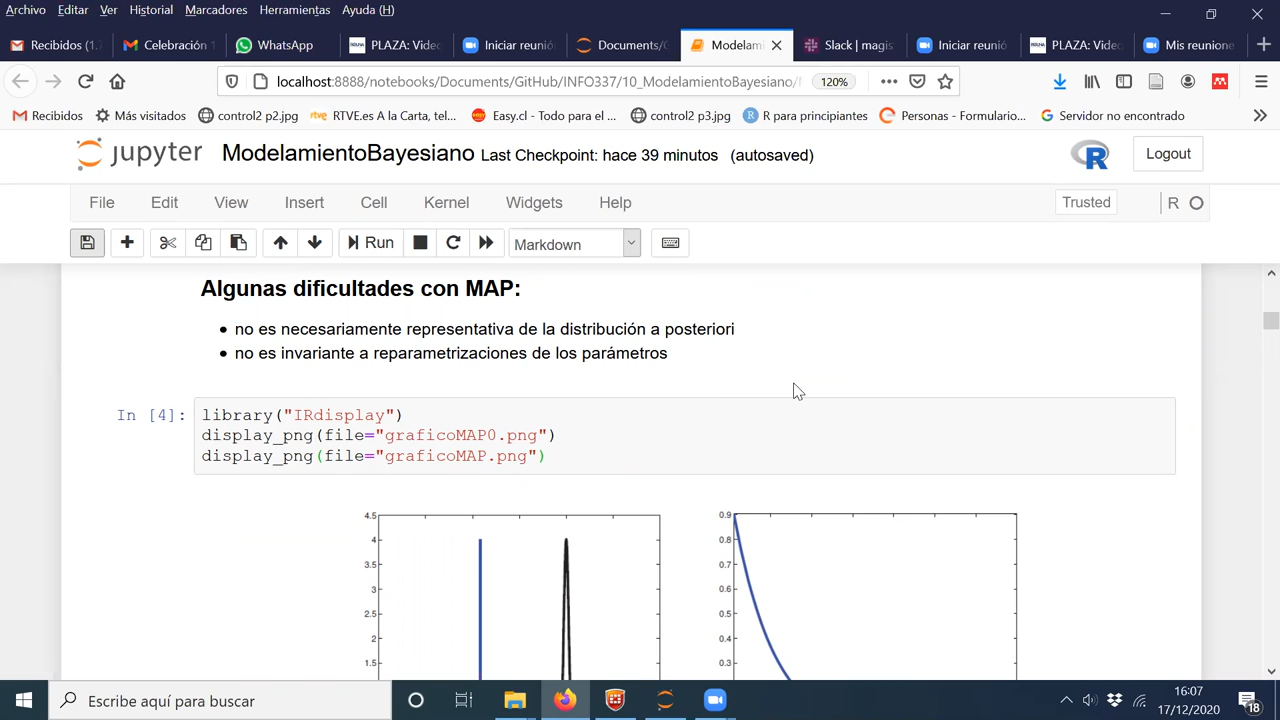 Archivo Editar Ver Historial Marcadores Herramientas Ayuda (H)
Recibidos (1.7 Celebración 1 WhatsApp PLAZA: Video Iniciar reunió Documents/G Modelami Slack | magis Iniciar reunió PLAZA: Video Mis reunione
localhost:8888/notebooks/Documents/GitHub/INFO337/10_ModelamientoBayesiano/ 120%
Recibidos Más visitados control2 p2.jpg RTVE.es A la Carta, tel... Easy.cl - Todo para el ... control2 p3.jpg R para principiantes Personas - Formulario... Servidor no encontrado
jupyter ModelamientoBayesiano Last Checkpoint: hace 39 minutos (autosaved) R Logout
File Edit View Insert Cell Kernel Widgets Help Trusted R
Run Markdown
Algunas dificultades con MAP:
no es necesariamente representativa de la distribución a posteriori
no es invariante a reparametrizaciones de los parámetros
In [4]: library("IRdisplay")
display_png(file="graficoMAP0.png")
display_png(file="graficoMAP.png")
4.5 0.9
4 0.8
3.5 0.7
3 0.6
2.5 0.5
2 0.4
1.5 0.3
Escribe aquí para buscar
16:07
17/12/2020
18